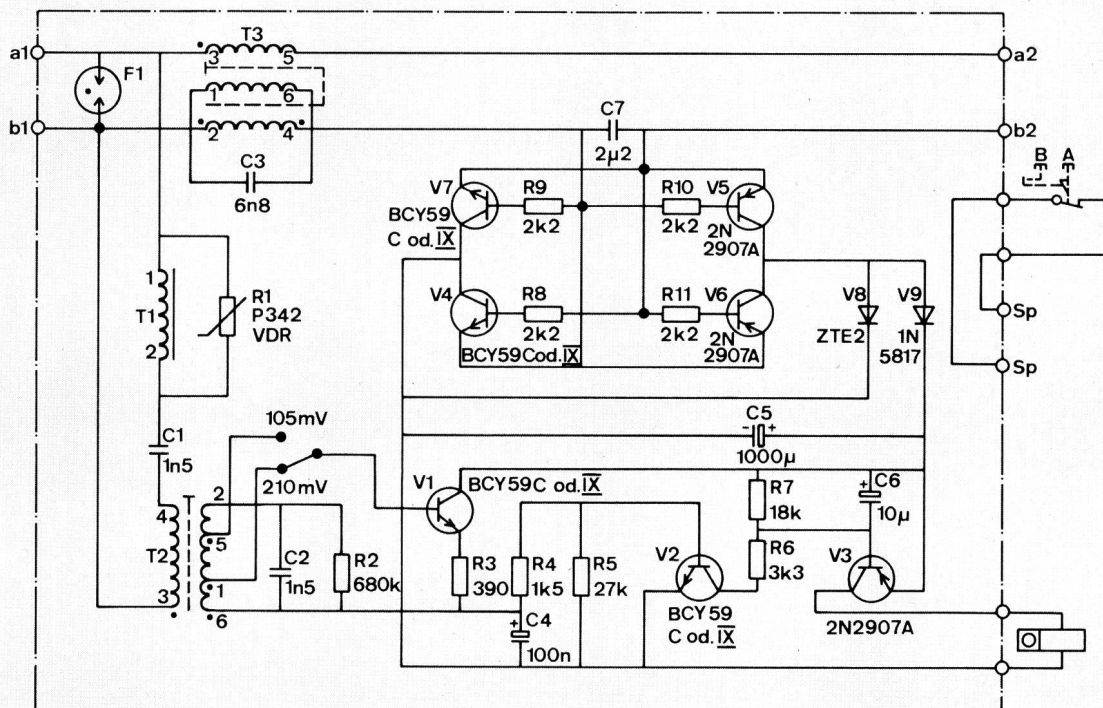 a1
F1
T3
3
5
1
6
2
4
a2
b1
b2
C3
6n8
C7
2µ2
V7
BCY59
C od. IX
R9
2k2
R10
2k2
V5
2N
2907A
V4
BCY59Cod.IX
R8
2k2
R11
2k2
V6
2N
2907A
V8
ZTE2
V9
1N
5817
B A
Sp
Sp
1
T1
2
R1
P342
VDR
C1
1n5
105mV
210mV
4
T2
3
2
5
1
6
C2
1n5
R2
680k
V1
BCY59C od. IX
R3
390
R4
1k5
R5
27k
C4
+
100n
V2
BCY59
C od. IX
C5
- +
1000µ
R7
18k
R6
3k3
C6
+
10µ
V3
2N2907A